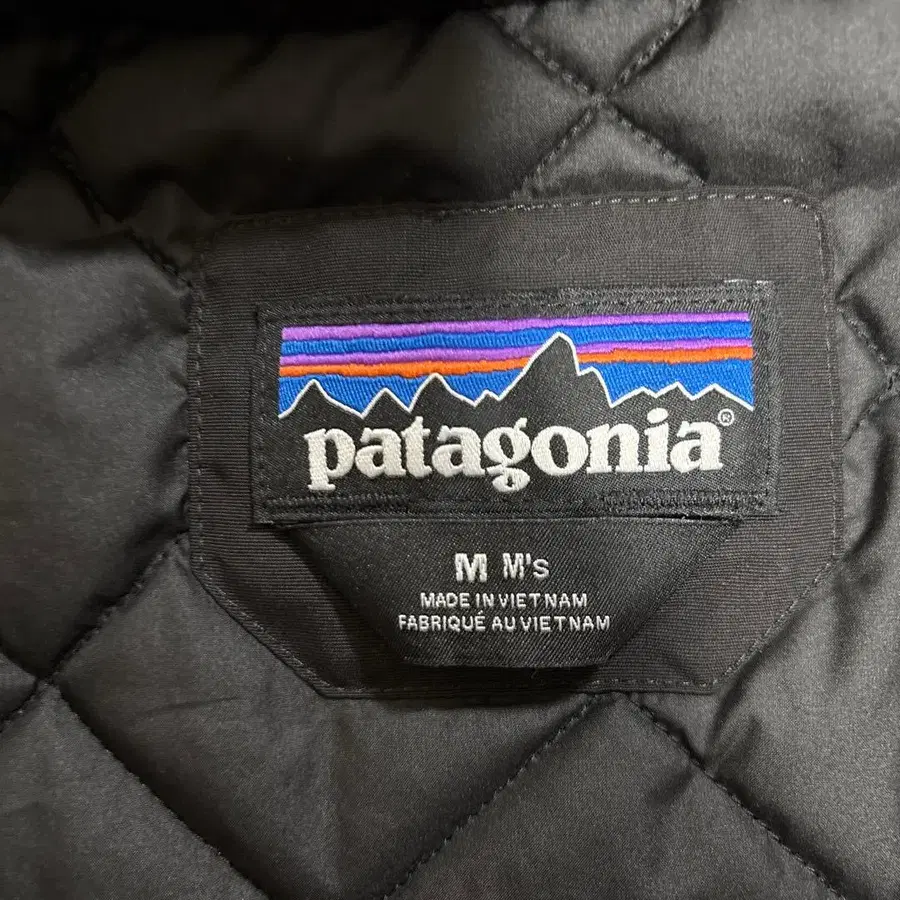 patagonia®
M M's
MADE IN VIETNAM
FABRIQUÉ AU VIETNAM